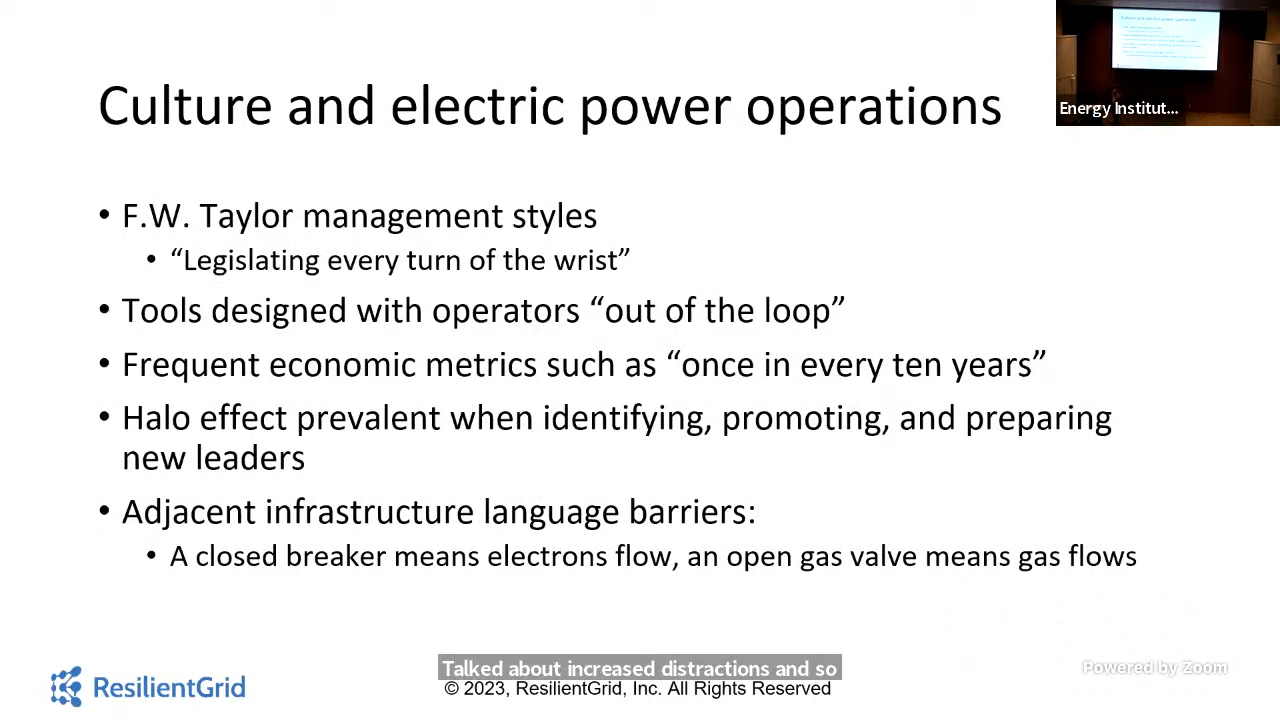 Culture and electric power operations
Energy Institut...
• F.W. Taylor management styles
• “Legislating every turn of the wrist”
• Tools designed with operators “out of the loop”
• Frequent economic metrics such as “once in every ten years”
• Halo effect prevalent when identifying, promoting, and preparing
new leaders
• Adjacent infrastructure language barriers:
• A closed breaker means electrons flow, an open gas valve means gas flows
Talked about increased distractions and so
ResilientGrid
© 2023, ResilientGrid, Inc. All Rights Reserved
Powered by Zoom